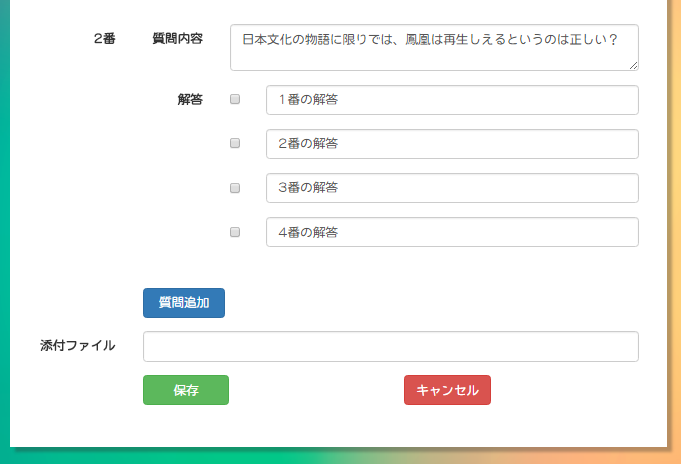 2番 質問内容 日本文化の物語に限りでは、鳳凰は再生しえるというのは正しい？
解答 1番の解答
2番の解答
3番の解答
4番の解答
質問追加
添付ファイル
保存 キャンセル